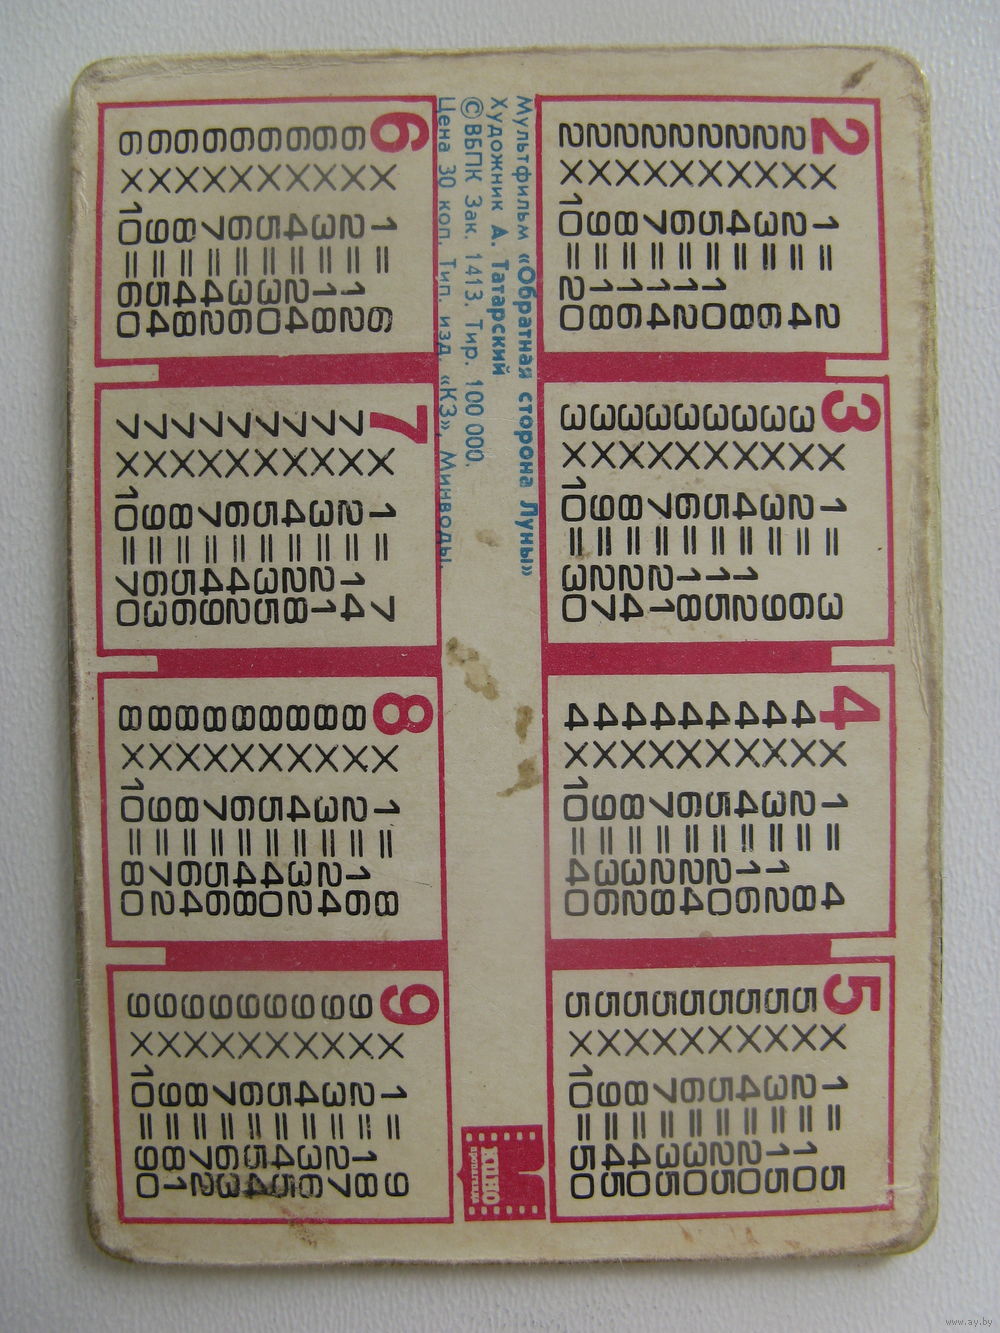 2 × 1 = 2
2 × 2 = 4
2 × 3 = 6
2 × 4 = 8
2 × 5 = 10
2 × 6 = 12
2 × 7 = 14
2 × 8 = 16
2 × 9 = 18
2 × 10 = 20
3 × 1 = 3
3 × 2 = 6
3 × 3 = 9
3 × 4 = 12
3 × 5 = 15
3 × 6 = 18
3 × 7 = 21
3 × 8 = 24
3 × 9 = 27
3 × 10 = 30
4 × 1 = 4
4 × 2 = 8
4 × 3 = 12
4 × 4 = 16
4 × 5 = 20
4 × 6 = 24
4 × 7 = 28
4 × 8 = 32
4 × 9 = 36
4 × 10 = 40
5 × 1 = 5
5 × 2 = 10
5 × 3 = 15
5 × 4 = 20
5 × 5 = 25
5 × 6 = 30
5 × 7 = 35
5 × 8 = 40
5 × 9 = 45
5 × 10 = 50
Мультфильм «Обратная сторона Луны»
Художник А. Татарский
©ВБПК Зак. 1413. Тир. 100 000.
Цена 30 коп. Тип. изд. «КЗ», Минводы.
КИНО
пропаганда
6 × 1 = 6
6 × 2 = 12
6 × 3 = 18
6 × 4 = 24
6 × 5 = 30
6 × 6 = 36
6 × 7 = 42
6 × 8 = 48
6 × 9 = 54
6 × 10 = 60
7 × 1 = 7
7 × 2 = 14
7 × 3 = 21
7 × 4 = 28
7 × 5 = 35
7 × 6 = 42
7 × 7 = 49
7 × 8 = 56
7 × 9 = 63
7 × 10 = 70
8 × 1 = 8
8 × 2 = 16
8 × 3 = 24
8 × 4 = 32
8 × 5 = 40
8 × 6 = 48
8 × 7 = 56
8 × 8 = 64
8 × 9 = 72
8 × 10 = 80
9 × 1 = 9
9 × 2 = 18
9 × 3 = 27
9 × 4 = 36
9 × 5 = 45
9 × 6 = 54
9 × 7 = 63
9 × 8 = 72
9 × 9 = 81
9 × 10 = 90
www.ay.by